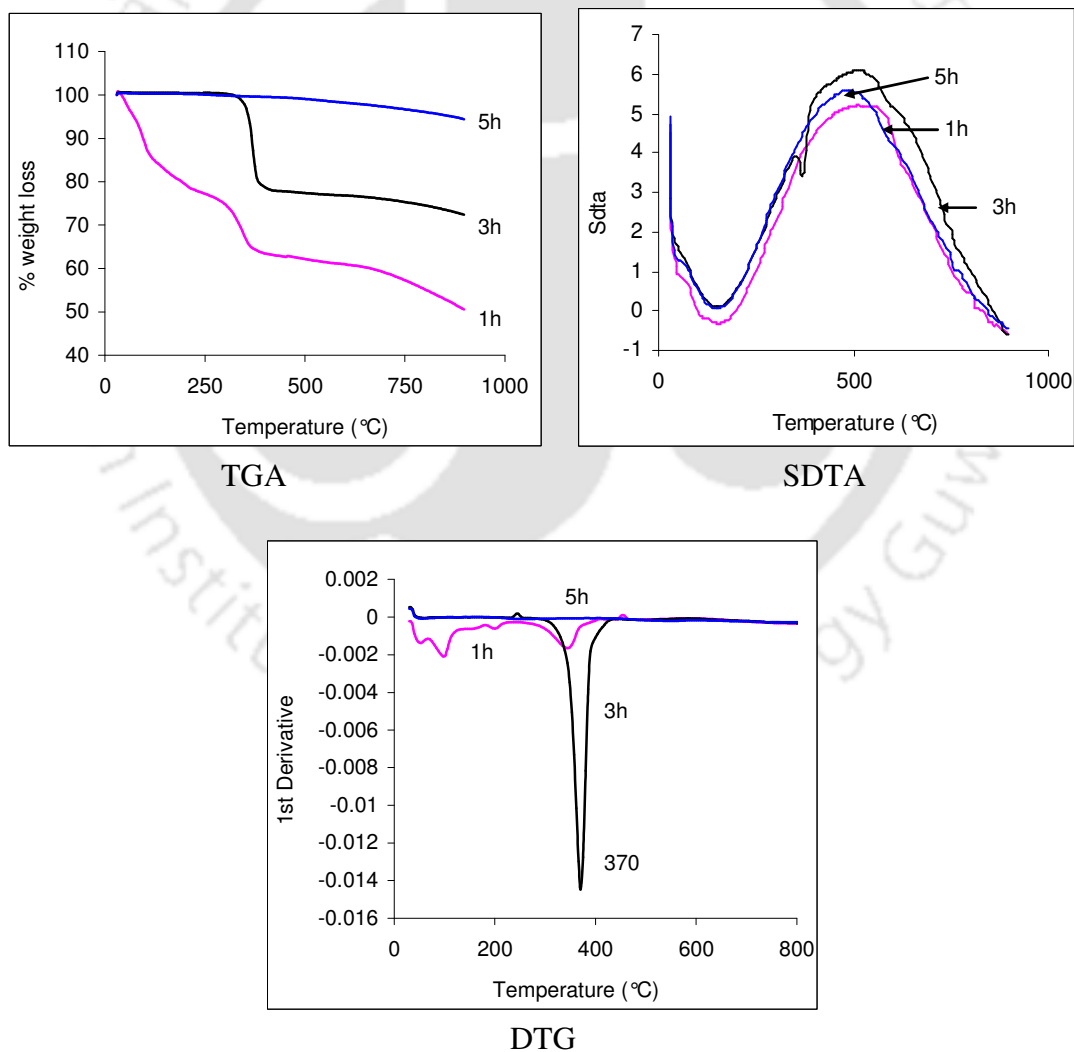 110
100
90
80
70
60
50
40
% weight loss
0 250 500 750 1000
Temperature (°C)
5h
3h
1h
TGA
7
6
5
4
3
2
1
0
-1
Sdta
0 500 1000
Temperature (°C)
5h
1h
3h
SDTA
0.002
0
-0.002
-0.004
-0.006
-0.008
-0.01
-0.012
-0.014
-0.016
1st Derivative
0 200 400 600 800
Temperature (°C)
5h
1h
3h
370
DTG
Institu
ogy Guw